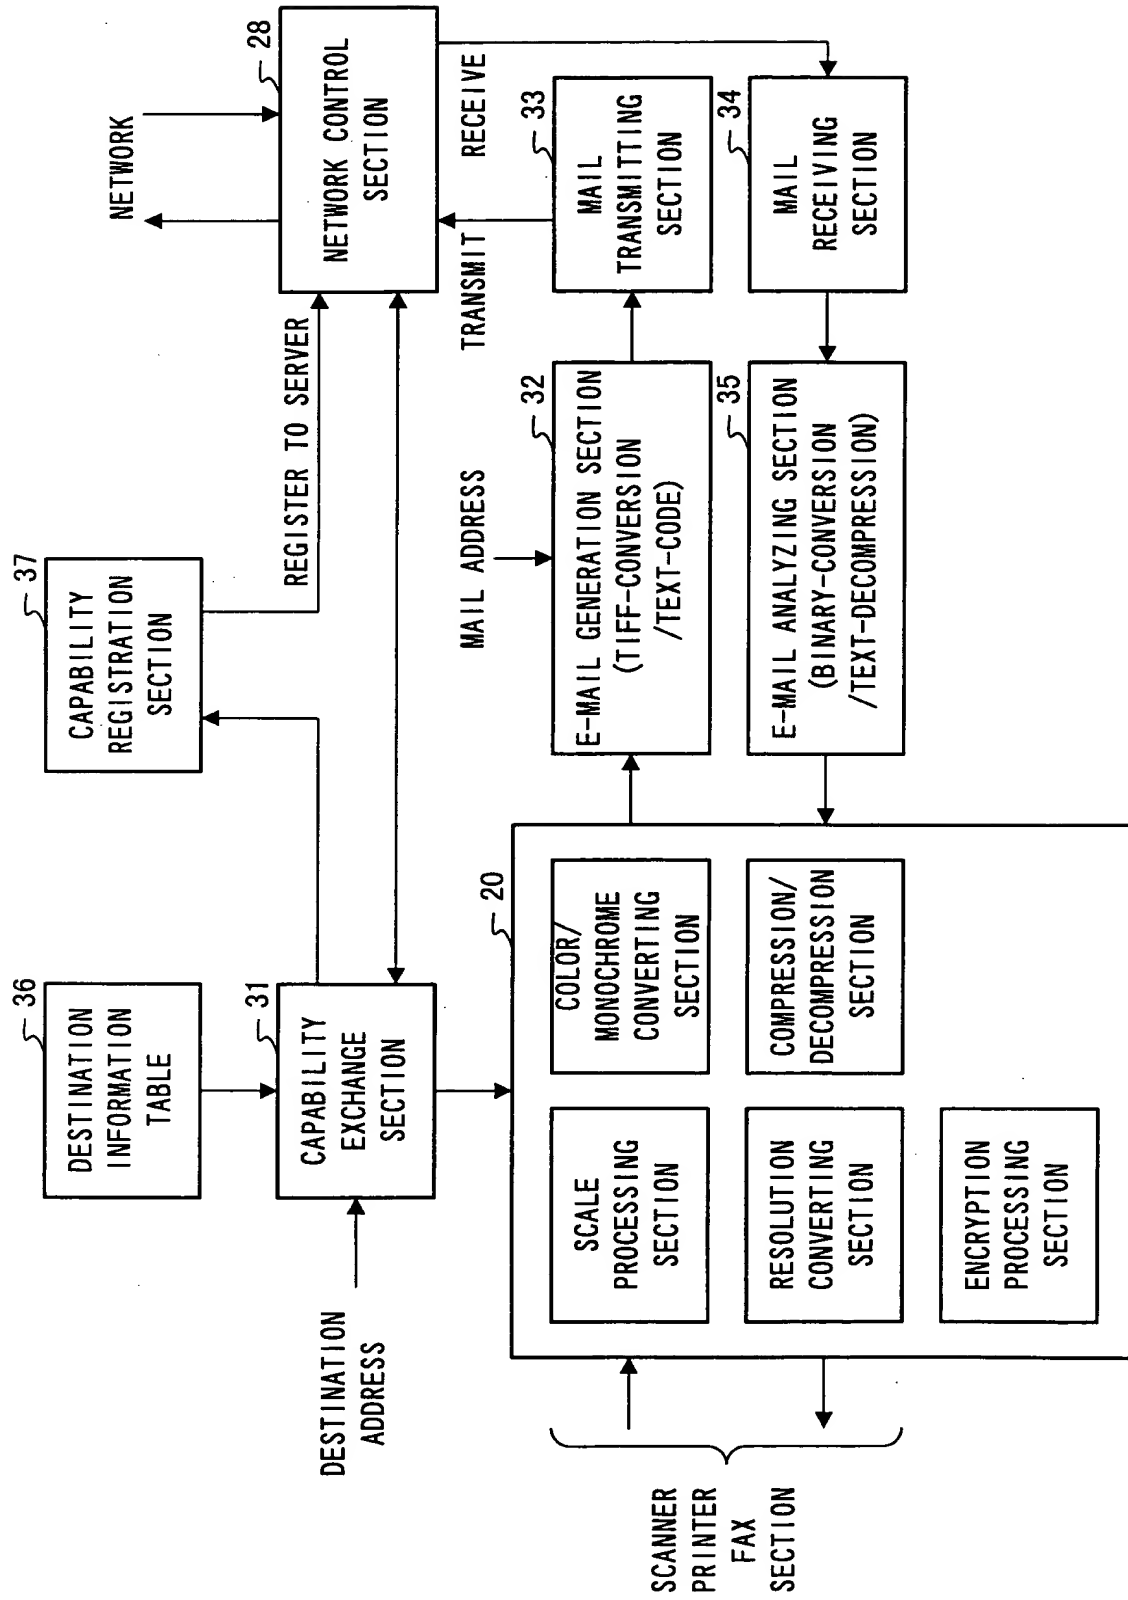 DESTINATION
INFORMATION
TABLE
36
CAPABILITY
REGISTRATION
SECTION
37
REGISTER TO SERVER
NETWORK
28
NETWORK CONTROL
SECTION
DESTINATION
ADDRESS
CAPABILITY
EXCHANGE
SECTION
31
MAIL ADDRESS
TRANSMIT
RECEIVE
20
SCANNER
PRINTER
FAX
SECTION
SCALE
PROCESSING
SECTION
COLOR/
MONOCHROME
CONVERTING
SECTION
RESOLUTION
CONVERTING
SECTION
COMPRESSION/
DECOMPRESSION
SECTION
ENCRYPTION
PROCESSING
SECTION
32
E-MAIL GENERATION SECTION
(TIFF-CONVERSION
/TEXT-CODE)
33
MAIL
TRANSMITTING
SECTION
35
E-MAIL ANALYZING SECTION
(BINARY-CONVERSION
/TEXT-DECOMPRESSION)
34
MAIL
RECEIVING
SECTION